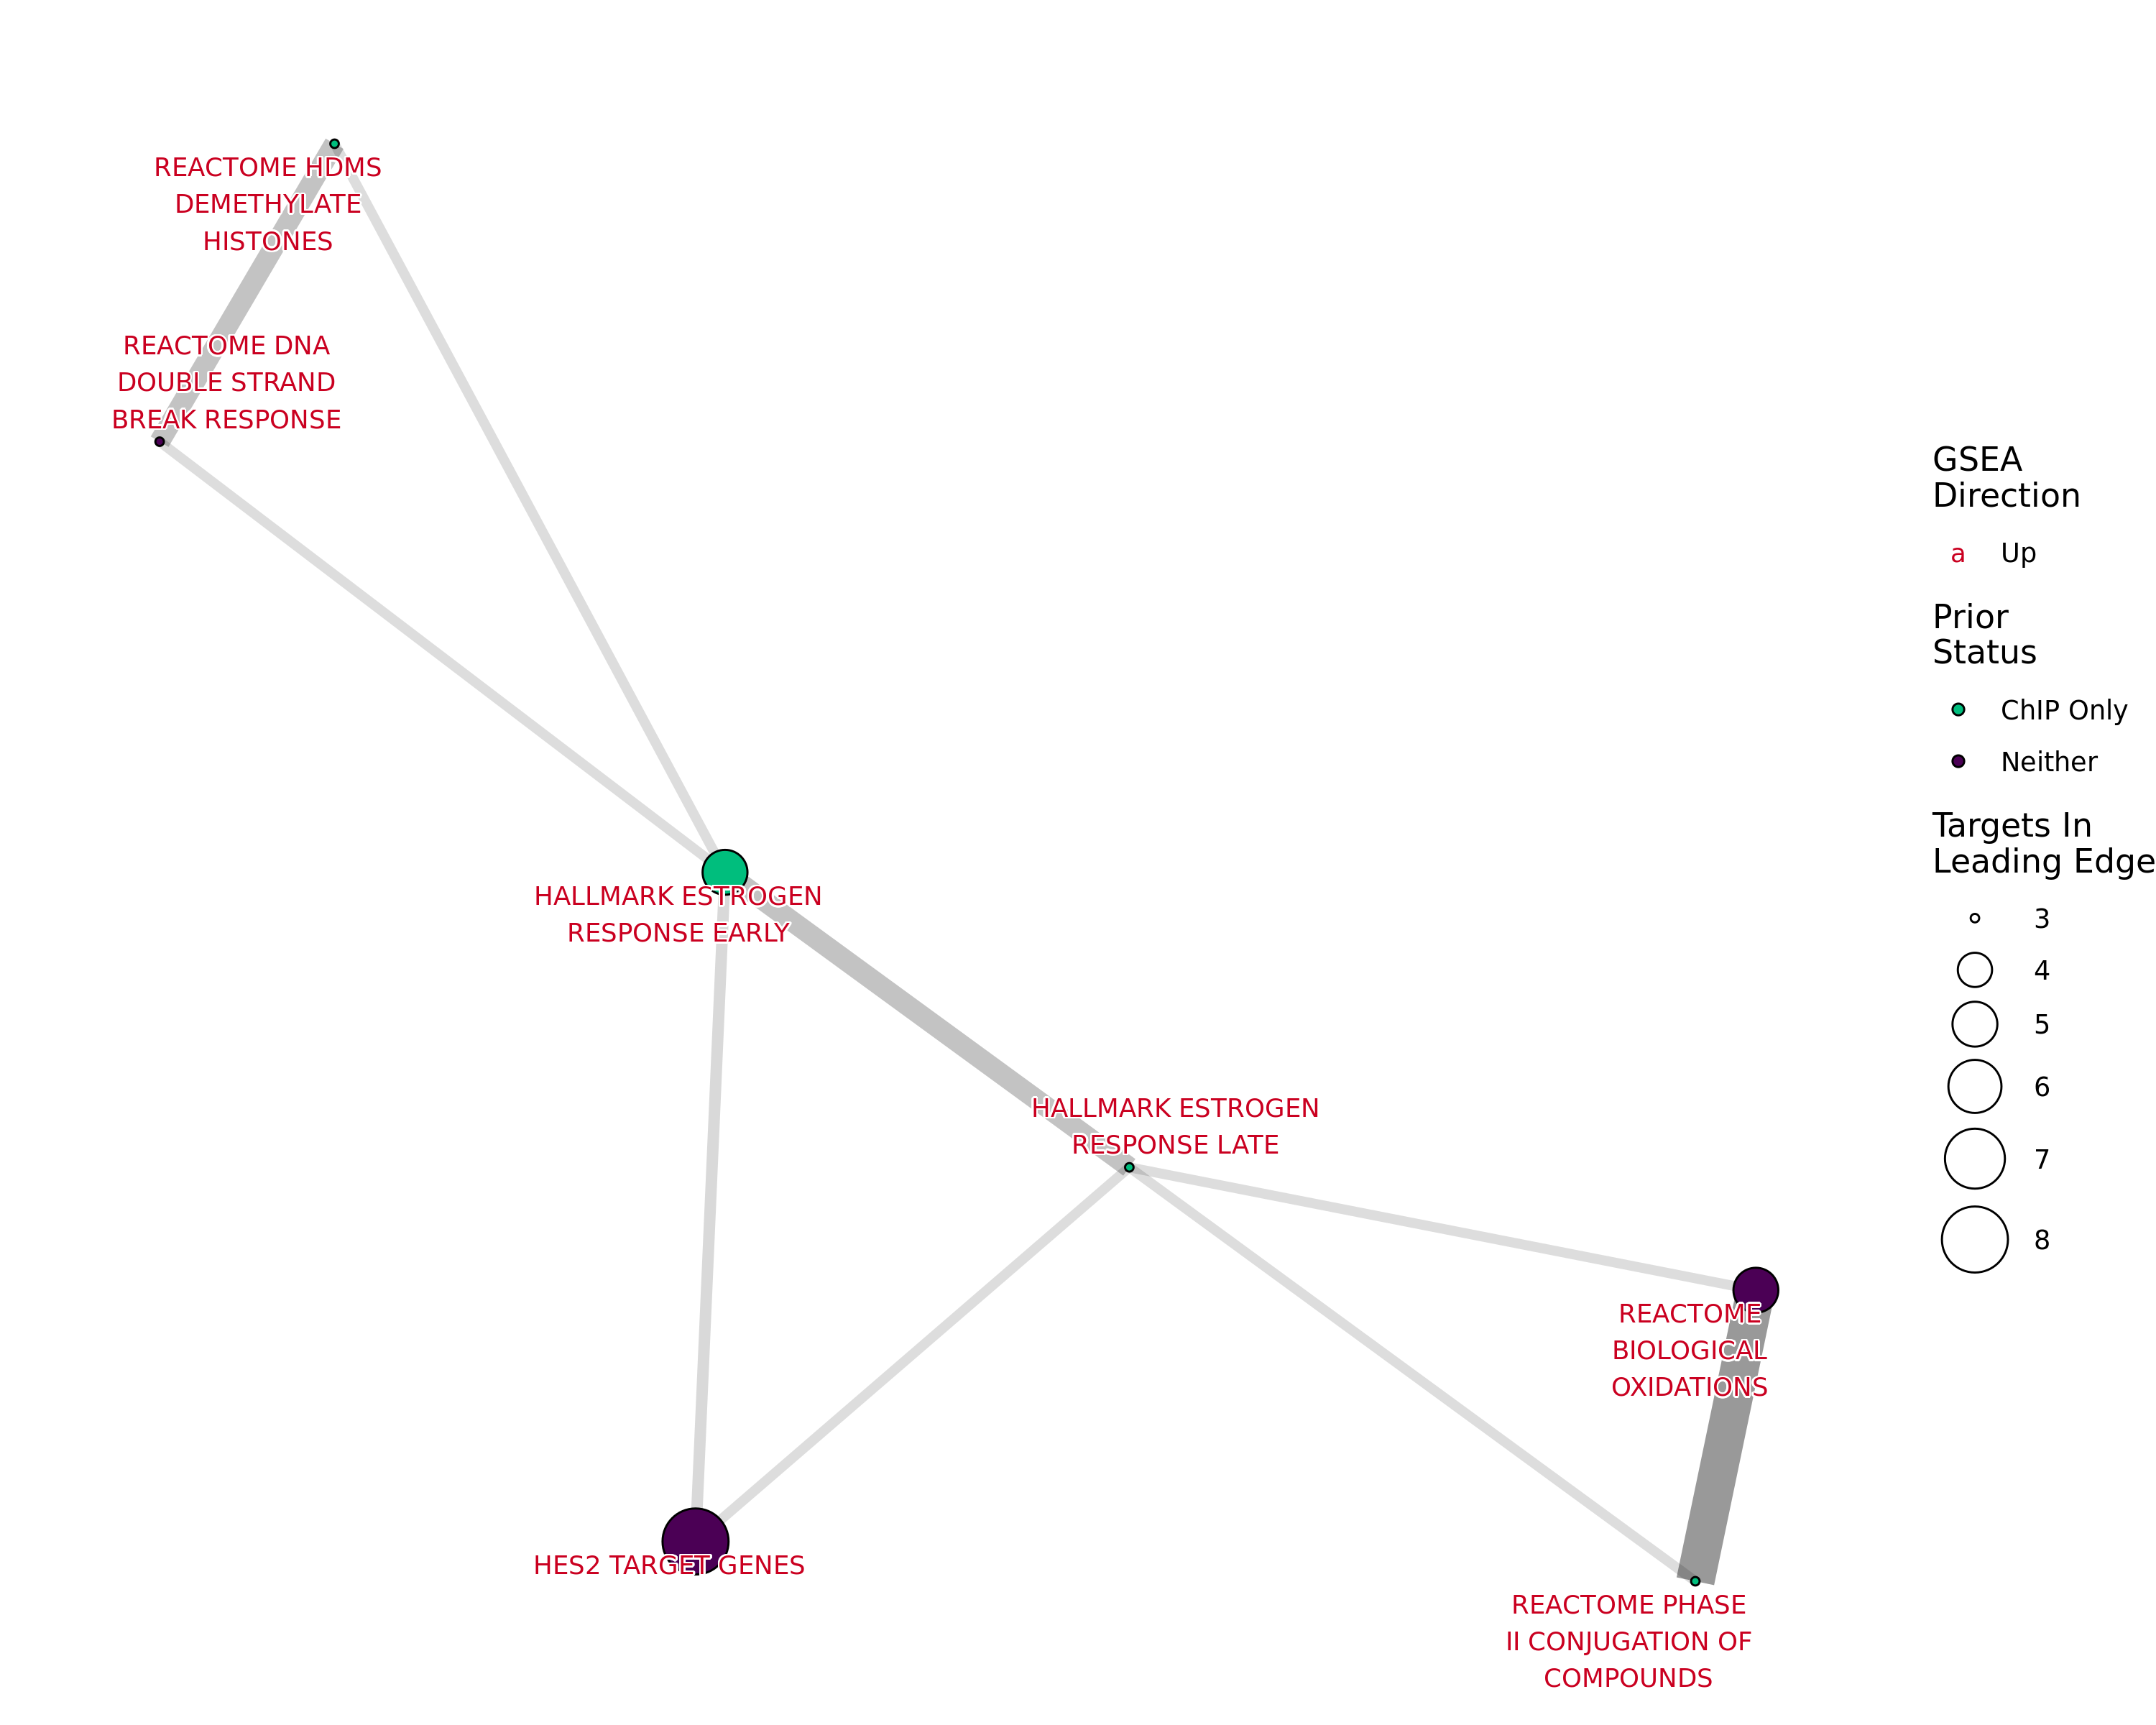 REACTOME HDMS
DEMETHYLATE
HISTONES
REACTOME DNA
DOUBLE STRAND
BREAK RESPONSE
HALLMARK ESTROGEN
RESPONSE EARLY
HALLMARK ESTROGEN
RESPONSE LATE
REACTOME
BIOLOGICAL
OXIDATIONS
HES2 TARGET GENES
REACTOME PHASE
II CONJUGATION OF
COMPOUNDS
GSEA
Direction
a Up
Prior
Status
ChIP Only
Neither
Targets In
Leading Edge
3
4
5
6
7
8